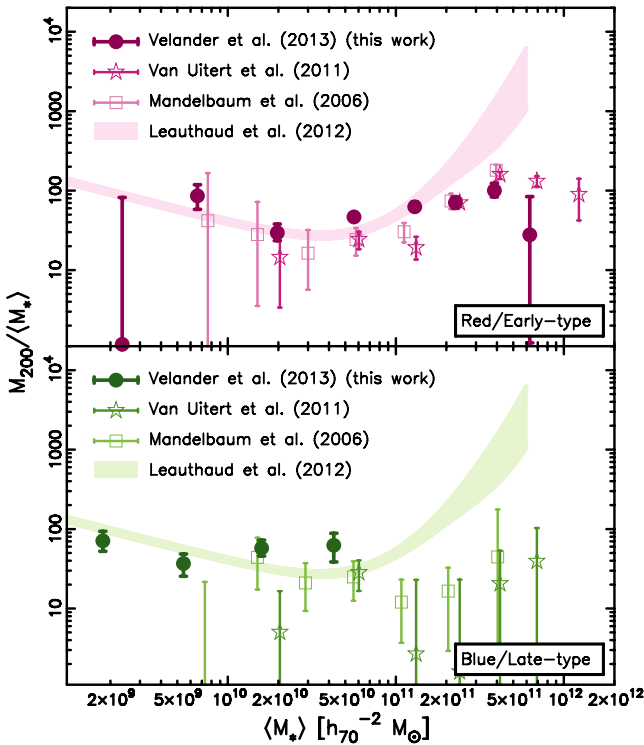 10⁴
Velander et al. (2013) (this work)
Van Uitert et al. (2011)
Mandelbaum et al. (2006)
Leauthaud et al. (2012)
1000
100
10
Red/Early-type
M₂₀₀/⟨M*⟩
10⁴
Velander et al. (2013) (this work)
Van Uitert et al. (2011)
Mandelbaum et al. (2006)
Leauthaud et al. (2012)
1000
100
10
Blue/Late-type
2×10⁹ 5×10⁹ 10¹⁰ 2×10¹⁰ 5×10¹⁰ 10¹¹ 2×10¹¹ 5×10¹¹ 10¹² 2×10¹²
⟨M*⟩ [h₇₀⁻² M⊙]